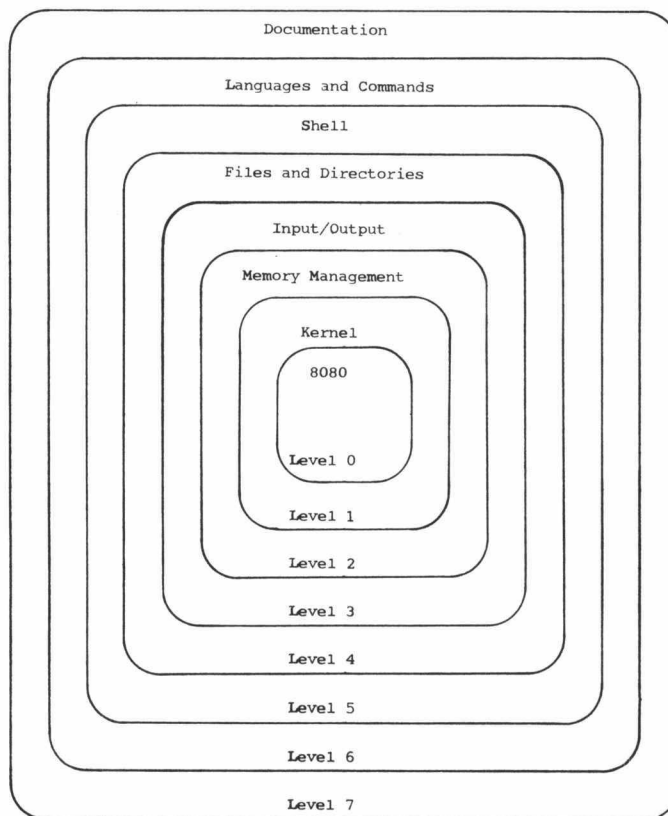 Documentation
Languages and Commands
Shell
Files and Directories
Input/Output
Memory Management
Kernel
8080
Level 0
Level 1
Level 2
Level 3
Level 4
Level 5
Level 6
Level 7